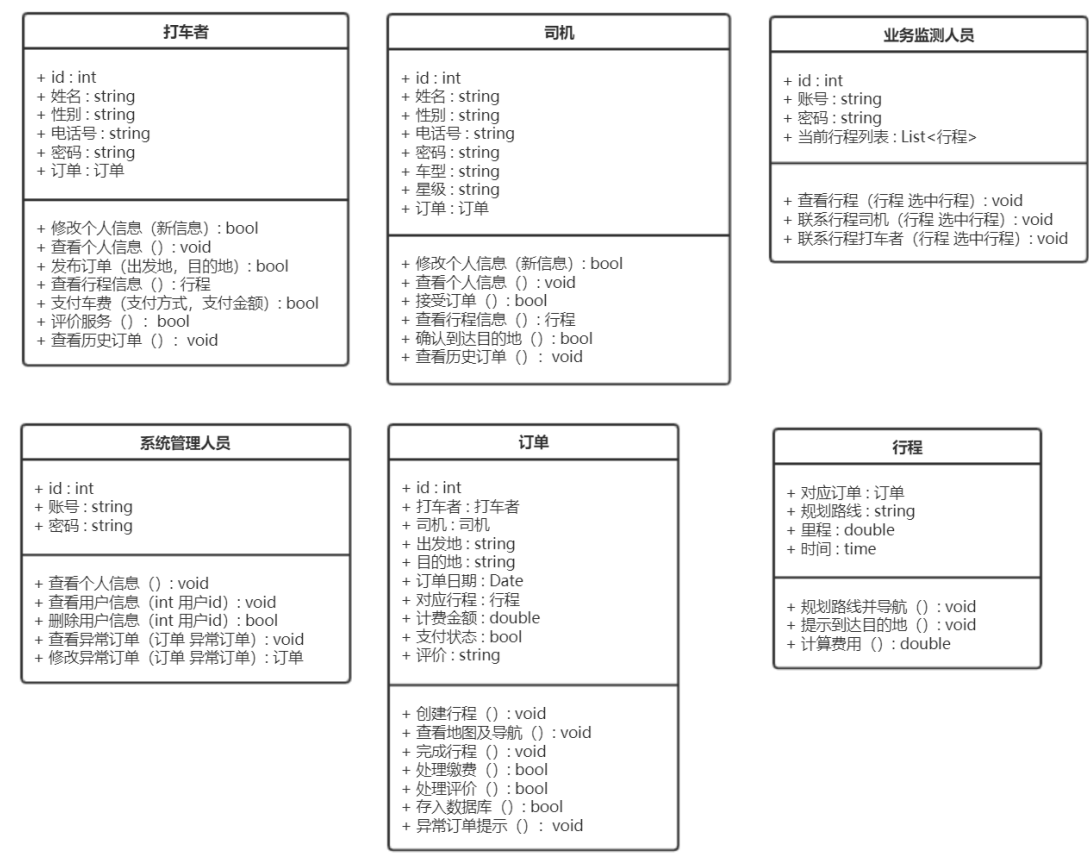 打车者
+ id : int
+ 姓名 : string
+ 性别 : string
+ 电话号 : string
+ 密码 : string
+ 订单 : 订单
+ 修改个人信息（新信息）: bool
+ 查看个人信息（）: void
+ 发布订单（出发地，目的地）: bool
+ 查看行程信息（）: 行程
+ 支付车费（支付方式，支付金额）: bool
+ 评价服务（）： bool
+ 查看历史订单（）： void
司机
+ id : int
+ 姓名 : string
+ 性别 : string
+ 电话号 : string
+ 密码 : string
+ 车型 : string
+ 星级 : string
+ 订单 : 订单
+ 修改个人信息（新信息）: bool
+ 查看个人信息（）: void
+ 接受订单（）: bool
+ 查看行程信息（）: 行程
+ 确认到达目的地（）: bool
+ 查看历史订单（）： void
业务监测人员
+ id : int
+ 账号 : string
+ 密码 : string
+ 当前行程列表 : List<行程>
+ 查看行程（行程 选中行程）: void
+ 联系行程司机（行程 选中行程）: void
+ 联系行程打车者（行程 选中行程）: void
系统管理人员
+ id : int
+ 账号 : string
+ 密码 : string
+ 查看个人信息（）: void
+ 查看用户信息（int 用户id）: void
+ 删除用户信息（int 用户id）: bool
+ 查看异常订单（订单 异常订单）: void
+ 修改异常订单（订单 异常订单）: 订单
订单
+ id : int
+ 打车者 : 打车者
+ 司机 : 司机
+ 出发地 : string
+ 目的地 : string
+ 订单日期 : Date
+ 对应行程 : 行程
+ 计费金额 : double
+ 支付状态 : bool
+ 评价 : string
+ 创建行程（）: void
+ 查看地图及导航（）: void
+ 完成行程（）: void
+ 处理缴费（）: bool
+ 处理评价（）: bool
+ 存入数据库（）: bool
+ 异常订单提示（）： void
行程
+ 对应订单 : 订单
+ 规划路线 : string
+ 里程 : double
+ 时间 : time
+ 规划路线并导航（）: void
+ 提示到达目的地（）: void
+ 计算费用（）: double